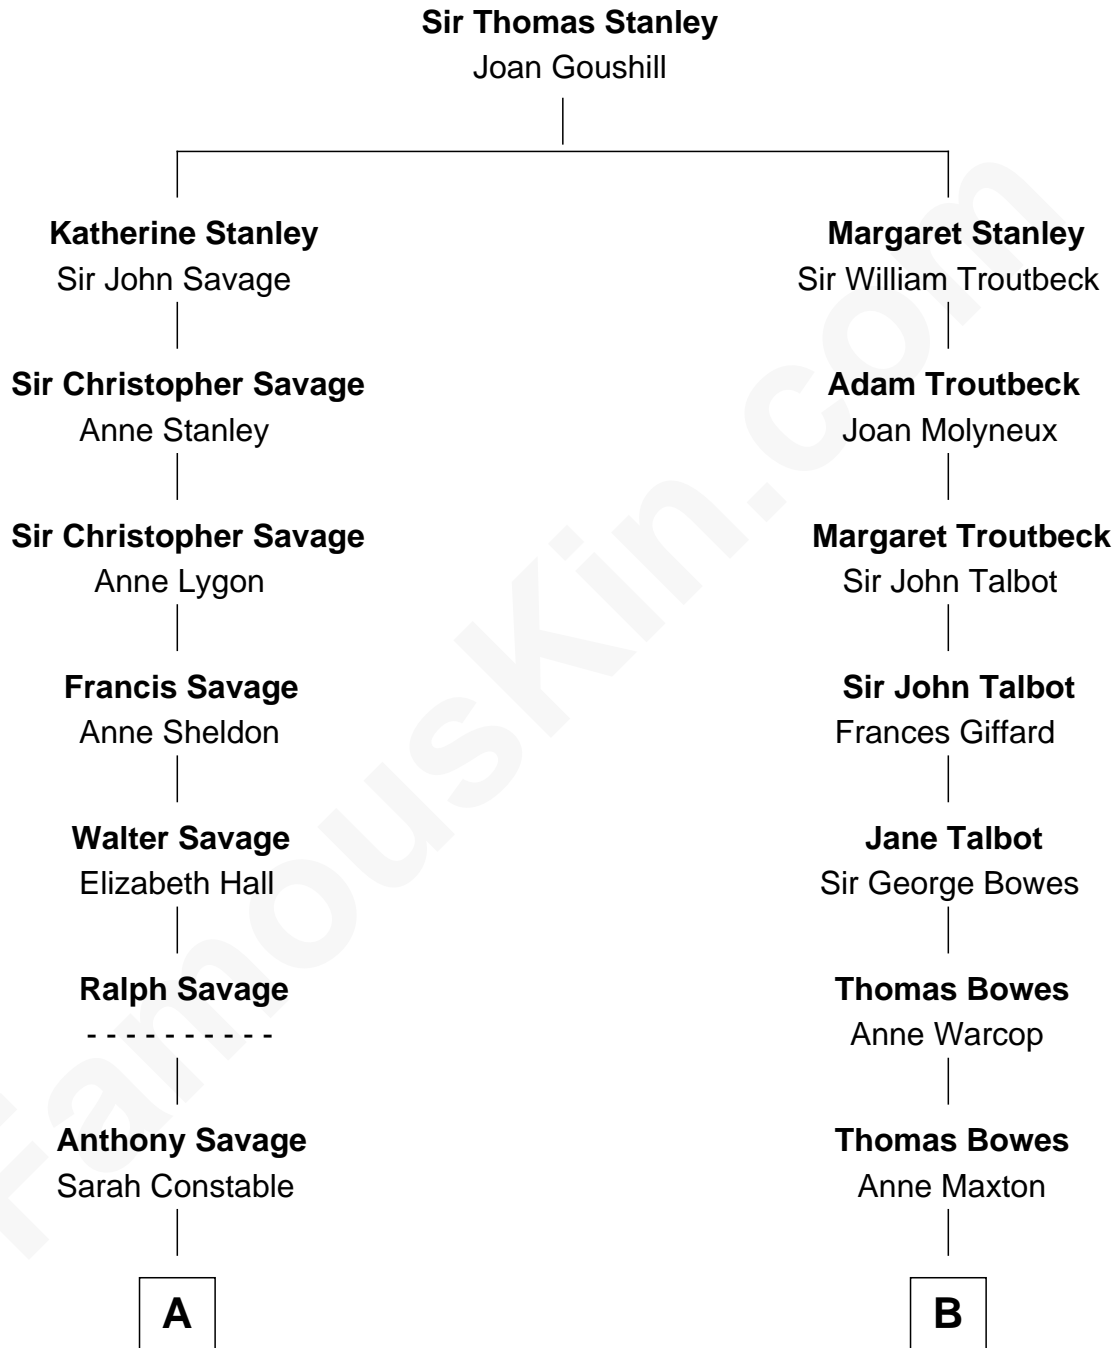 Sir Thomas Stanley
Joan Goushill
Katherine Stanley
Sir John Savage
Margaret Stanley
Sir William Troutbeck
Sir Christopher Savage
Anne Stanley
Adam Troutbeck
Joan Molyneux
Sir Christopher Savage
Anne Lygon
Margaret Troutbeck
Sir John Talbot
Francis Savage
Anne Sheldon
Sir John Talbot
Frances Giffard
Walter Savage
Elizabeth Hall
Jane Talbot
Sir George Bowes
Ralph Savage
- - - - - - - - - -
Thomas Bowes
Anne Warcop
Anthony Savage
Sarah Constable
Thomas Bowes
Anne Maxton
A
B
FamousKin.com